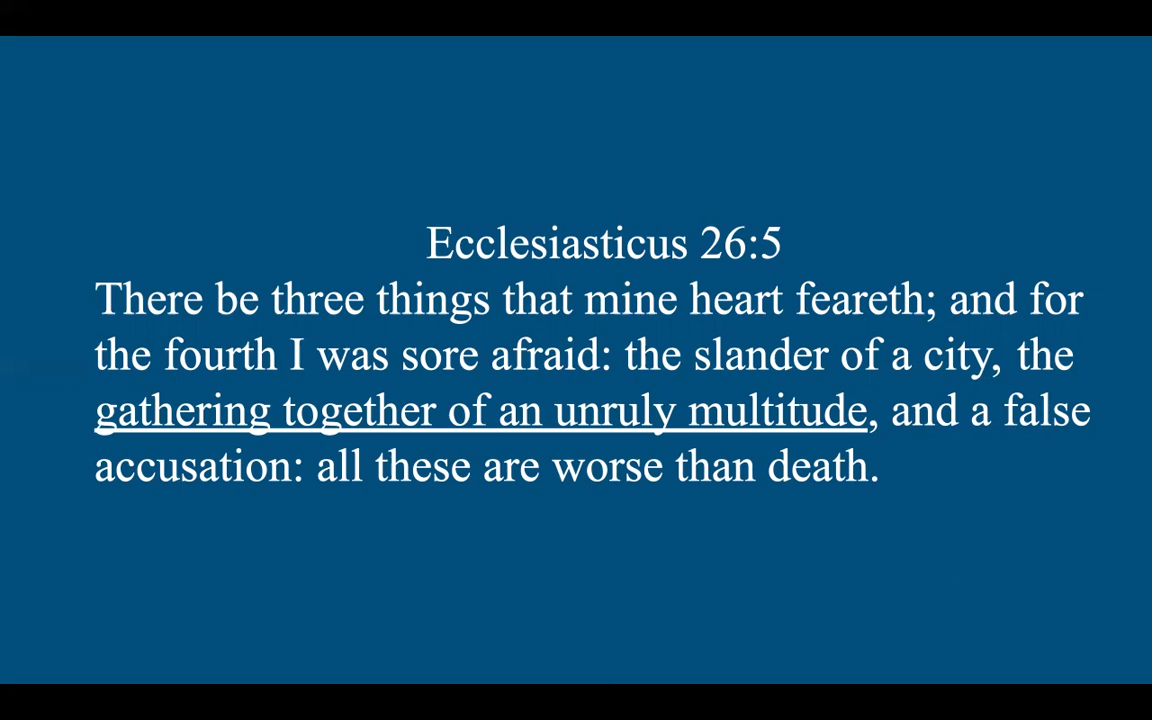 Ecclesiasticus 26:5
There be three things that mine heart feareth; and for
the fourth I was sore afraid: the slander of a city, the
gathering together of an unruly multitude, and a false
accusation: all these are worse than death.